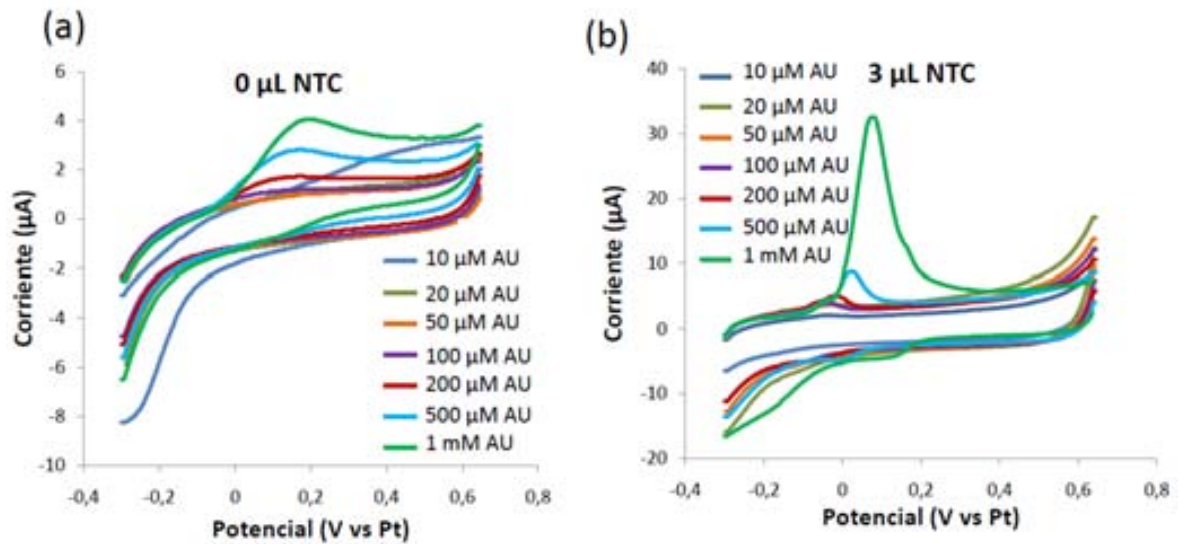 (a)
0 µL NTC
6
4
2
0
-2
-4
-6
-8
-10
Corriente (µA)
10 µM AU
20 µM AU
50 µM AU
100 µM AU
200 µM AU
500 µM AU
1 mM AU
-0,4
-0,2
0
0,2
0,4
0,6
0,8
Potencial (V vs Pt)
(b)
3 µL NTC
40
30
20
10
0
-10
-20
Corriente (µA)
10 µM AU
20 µM AU
50 µM AU
100 µM AU
200 µM AU
500 µM AU
1 mM AU
-0,4
-0,2
0
0,2
0,4
0,6
0,8
Potencial (V vs Pt)